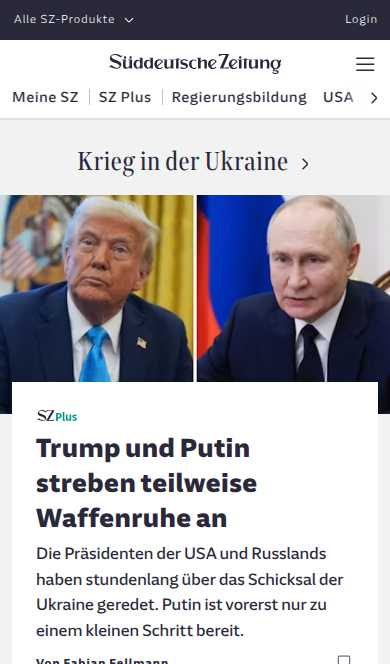 Alle SZ-Produkte
Login
Süddeutsche Zeitung
Meine SZ
SZ Plus
Regierungsbildung
USA
Krieg in der Ukraine
SZ Plus
Trump und Putin
streben teilweise
Waffenruhe an
Die Präsidenten der USA und Russlands
haben stundenlang über das Schicksal der
Ukraine geredet. Putin ist vorerst nur zu
einem kleinen Schritt bereit.
Von Fabian Fellmann